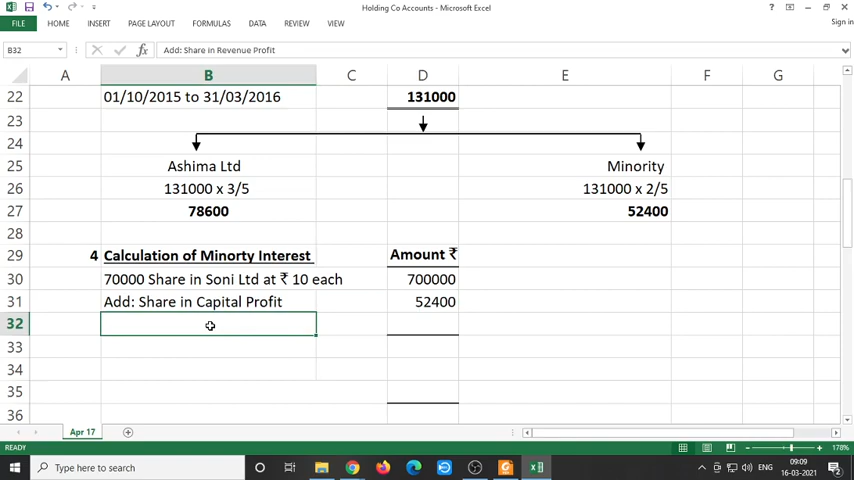 Holding Co Accounts - Microsoft Excel
FILE HOME INSERT PAGE LAYOUT FORMULAS DATA REVIEW VIEW Sign in
B32 fx Add: Share in Revenue Profit
A B C D E F G
22 01/10/2015 to 31/03/2016 131000
23
24
25 Ashima Ltd Minority
26 131000 x 3/5 131000 x 2/5
27 78600 52400
28
29 4 Calculation of Minorty Interest Amount ₹
30 70000 Share in Soni Ltd at ₹ 10 each 700000
31 Add: Share in Capital Profit 52400
32
33
34
35
36
Apr 17
READY 178%
Type here to search ENG 09:09
16-03-2021 2